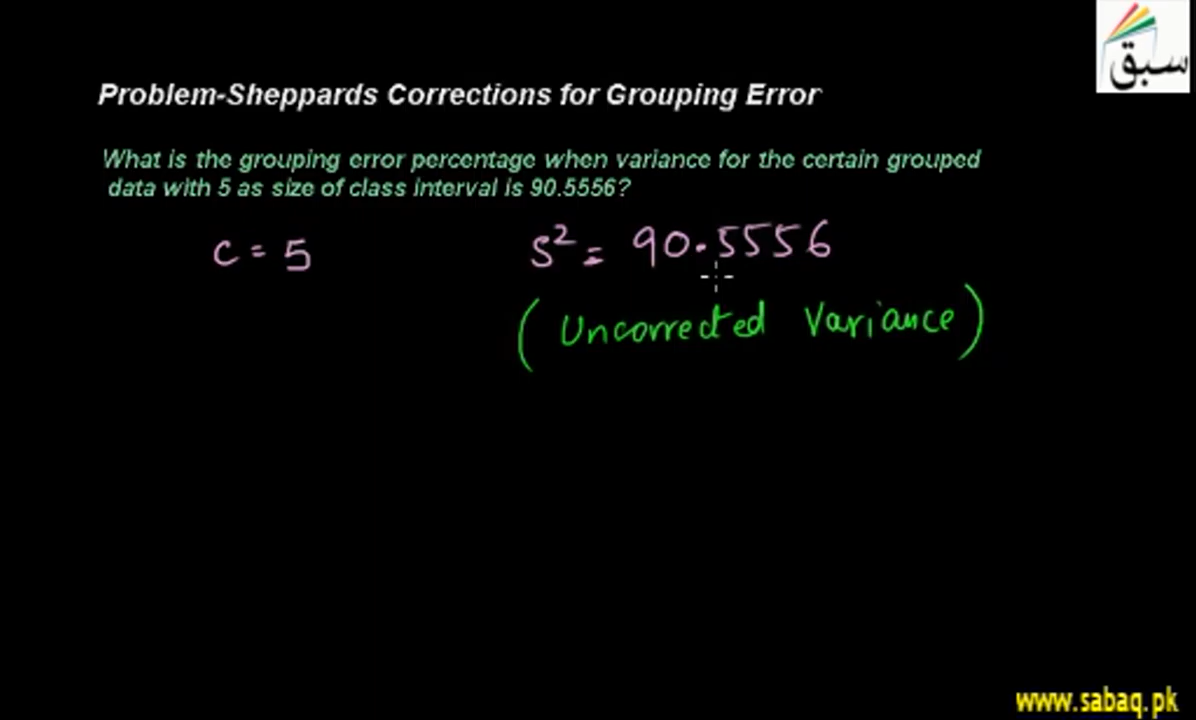 سبق
Problem-Sheppards Corrections for Grouping Error
What is the grouping error percentage when variance for the certain grouped
data with 5 as size of class interval is 90.5556?
c = 5
S² = 90.5556
(Uncorrected Variance)
www.sabaq.pk